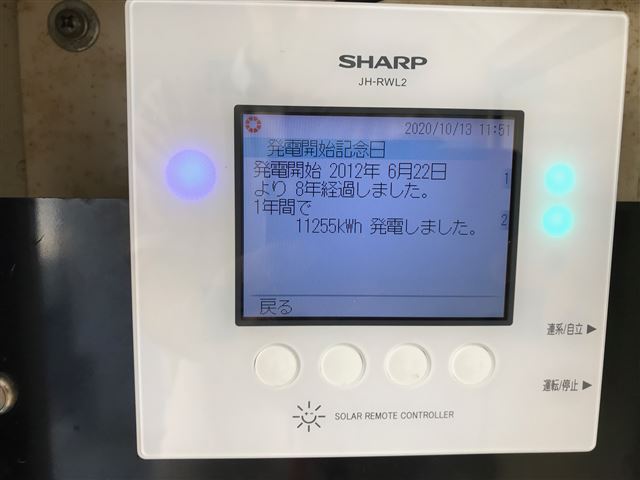 SHARP
JH-RWL2
2020/10/13 11:51
発電開始記念日
発電開始 2012年 6月22日
より 8年経過しました。
1年間で
11255kWh 発電しました。
1
2
戻る
連系/自立 ▶
運転/停止 ▶
SOLAR REMOTE CONTROLLER